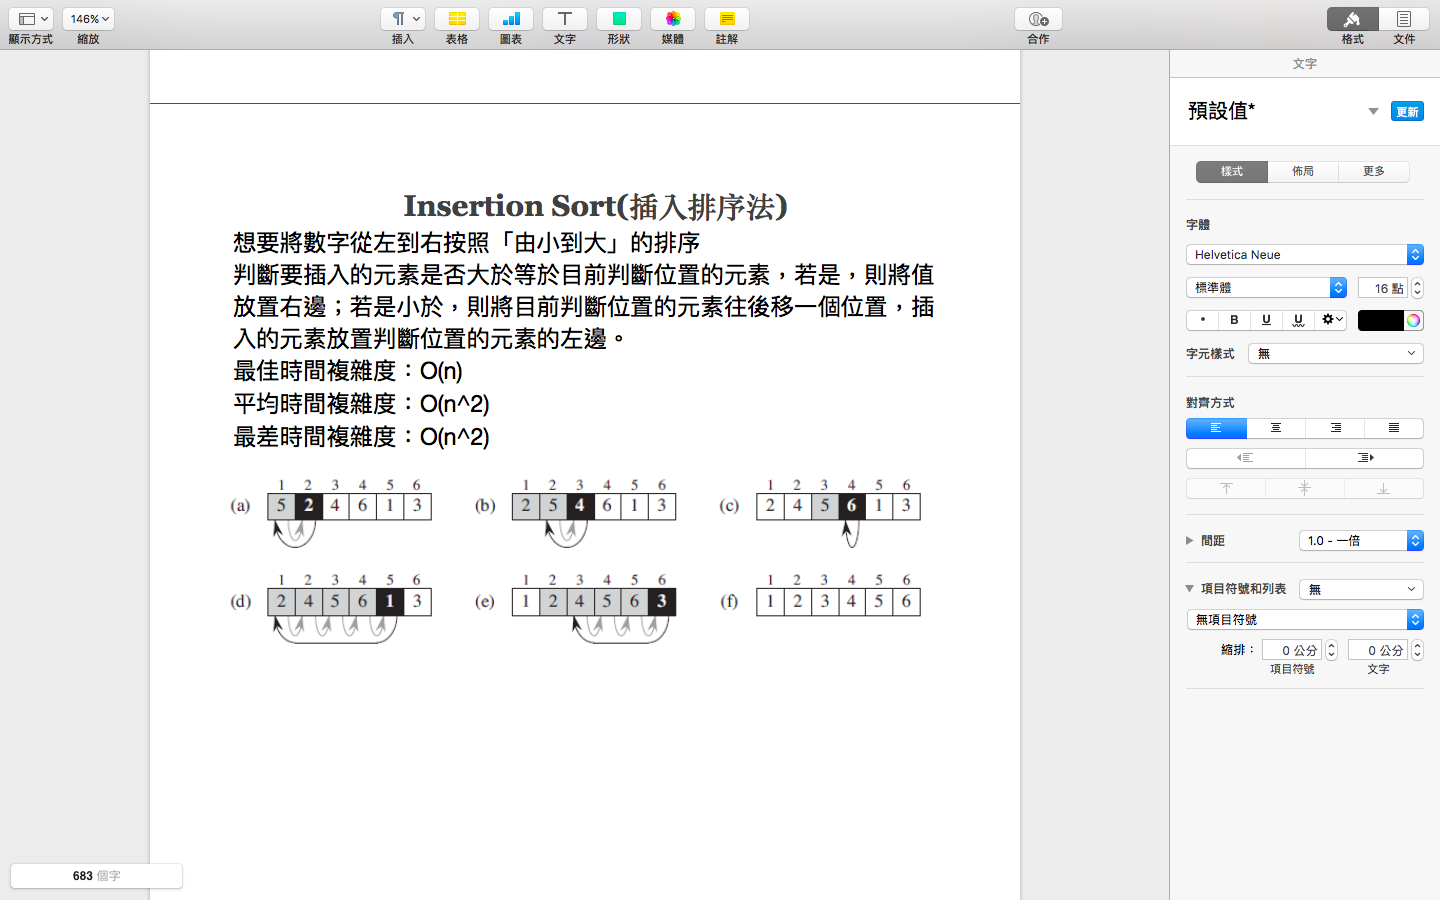 146%
顯示方式
縮放
插入
表格
圖表
文字
形狀
媒體
註解
合作
格式
文件
Insertion Sort(插入排序法)
想要將數字從左到右按照「由小到大」的排序
判斷要插入的元素是否大於等於目前判斷位置的元素，若是，則將值
放置右邊；若是小於，則將目前判斷位置的元素往後移一個位置，插
入的元素放置判斷位置的元素的左邊。
最佳時間複雜度：O(n)
平均時間複雜度：O(n^2)
最差時間複雜度：O(n^2)
1 2 3 4 5 6
(a) 5 2 4 6 1 3
1 2 3 4 5 6
(b) 2 5 4 6 1 3
1 2 3 4 5 6
(c) 2 4 5 6 1 3
1 2 3 4 5 6
(d) 2 4 5 6 1 3
1 2 3 4 5 6
(e) 1 2 4 5 6 3
1 2 3 4 5 6
(f) 1 2 3 4 5 6
683 個字
文字
預設值*
更新
樣式
佈局
更多
字體
Helvetica Neue
標準體
16 點
B U U
字元樣式
無
對齊方式
間距
1.0 - 一倍
項目符號和列表
無
無項目符號
縮排：
0 公分
0 公分
項目符號
文字